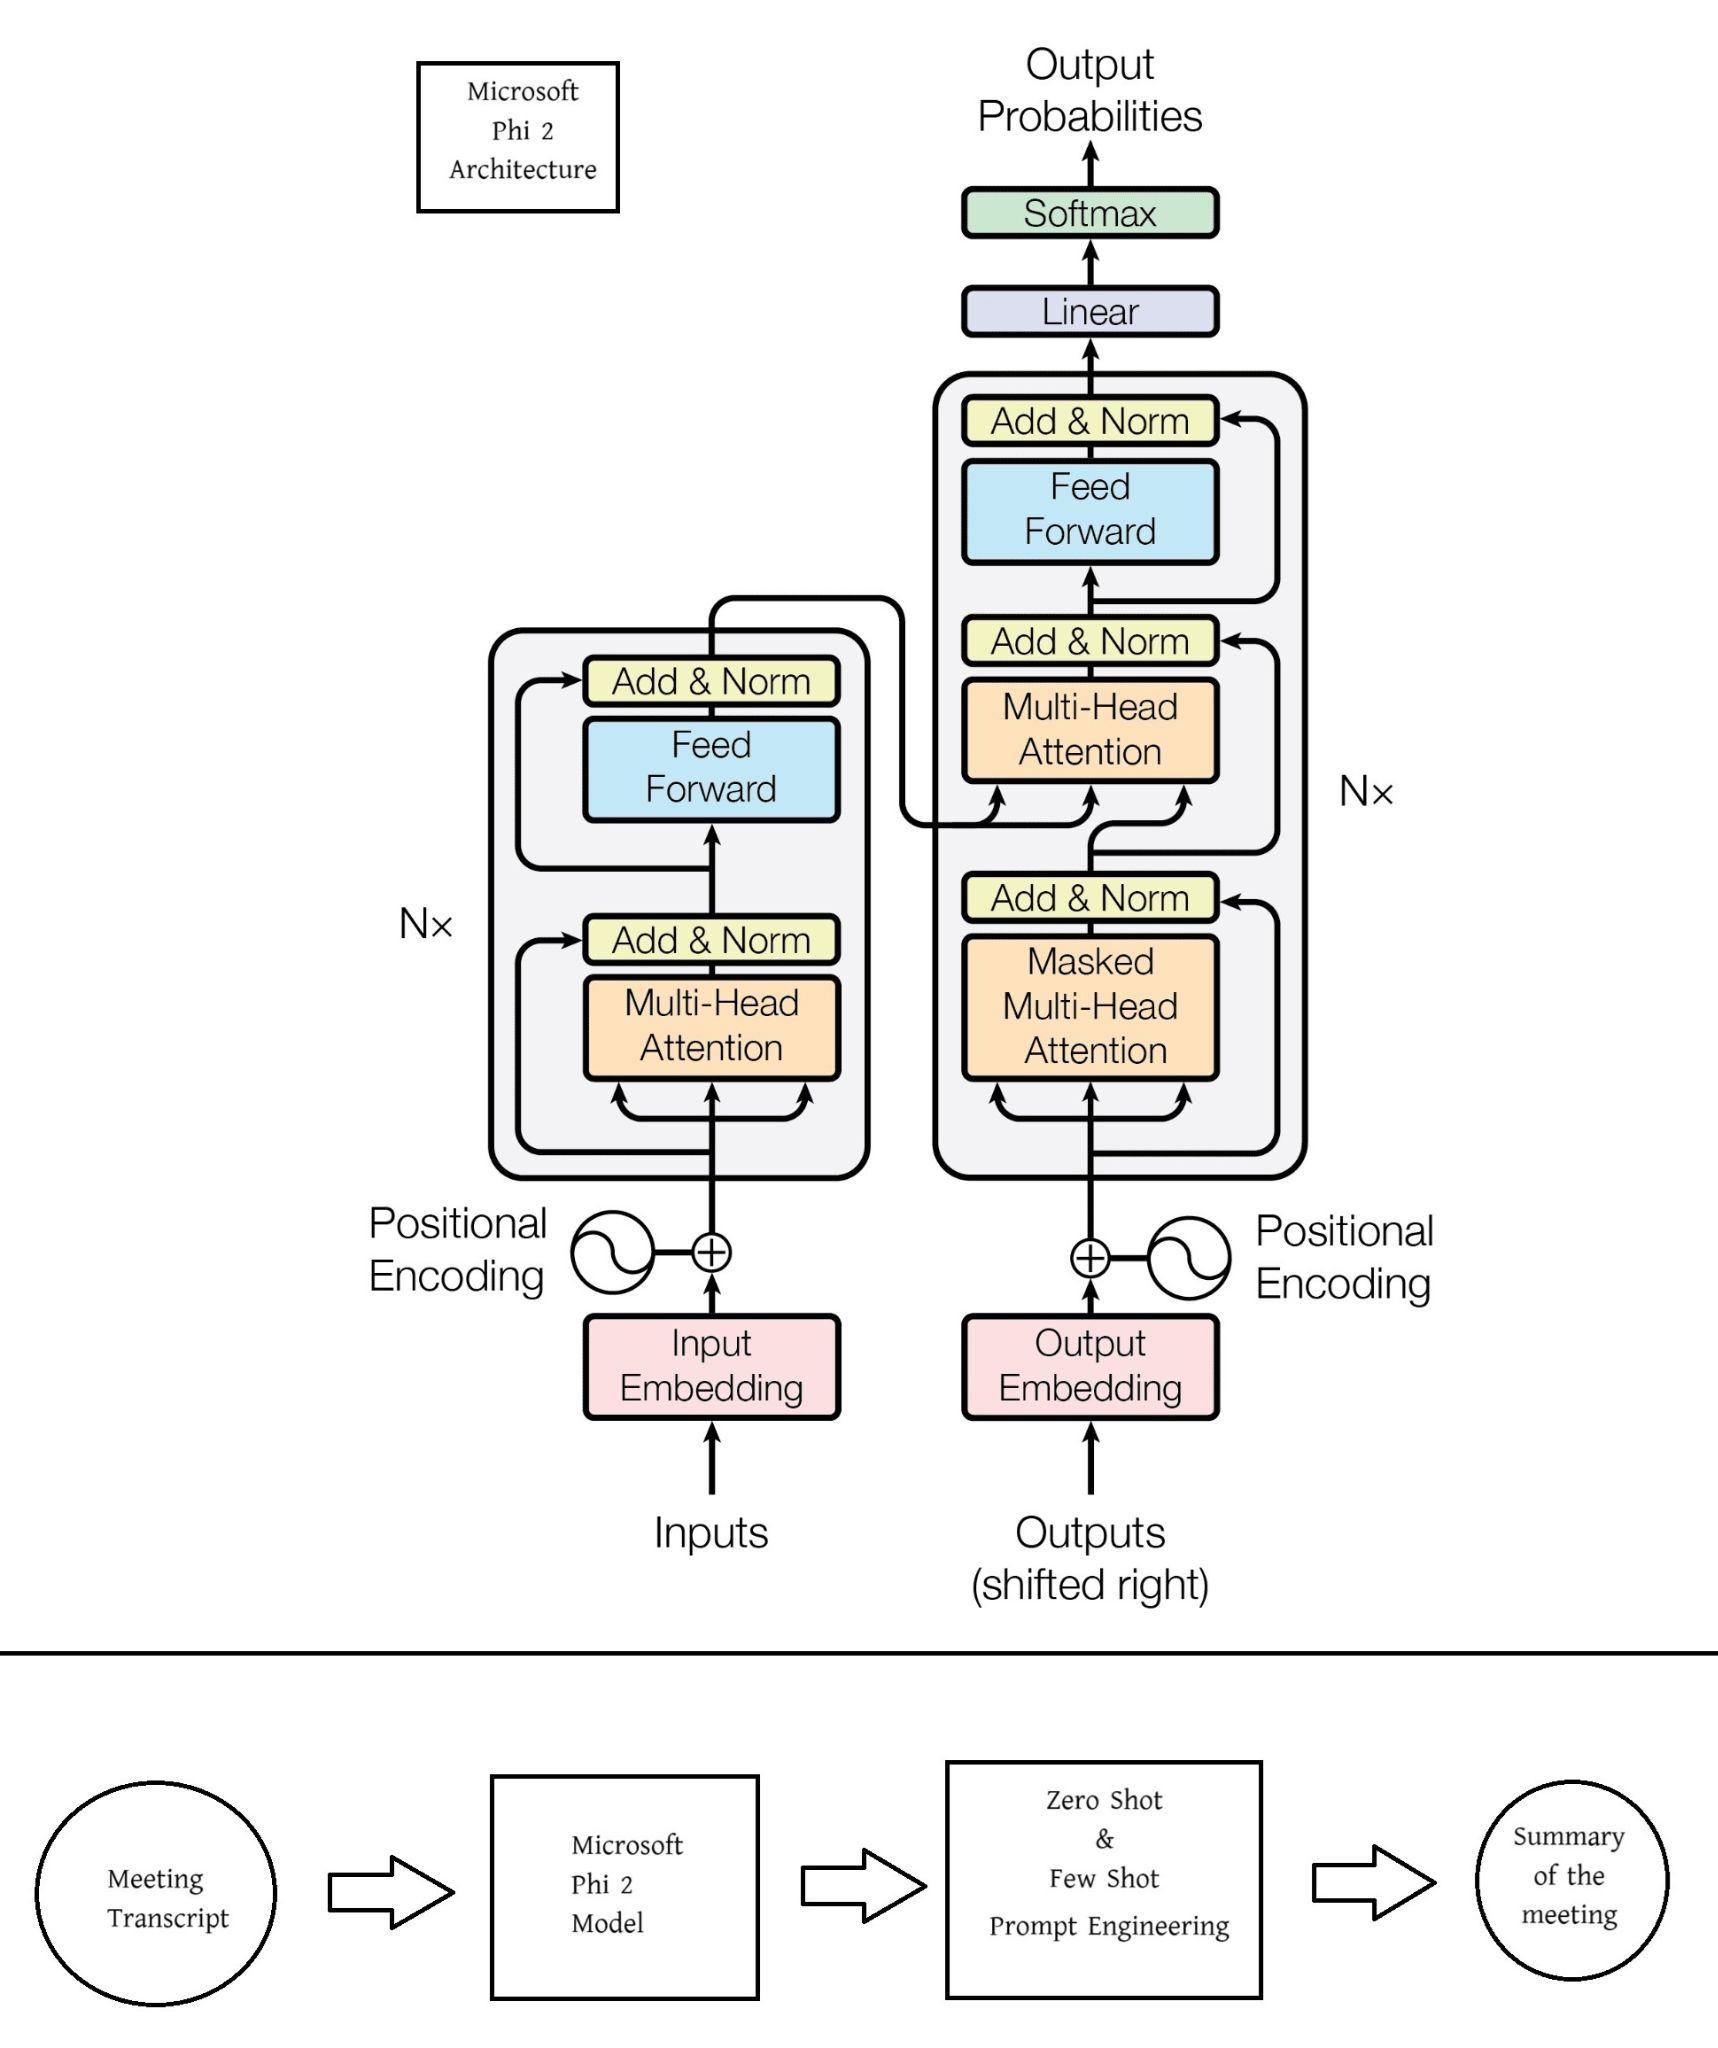 Microsoft
Phi 2
Architecture
Output
Probabilities
Softmax
Linear
Add & Norm
Feed
Forward
Add & Norm
Multi-Head
Attention
Nx
Add & Norm
Masked
Multi-Head
Attention
Add & Norm
Feed
Forward
Nx
Add & Norm
Multi-Head
Attention
Positional
Encoding
Positional
Encoding
Input
Embedding
Output
Embedding
Inputs
Outputs
(shifted right)
Meeting
Transcript
Microsoft
Phi 2
Model
Zero Shot
&
Few Shot
Prompt Engineering
Summary
of the
meeting